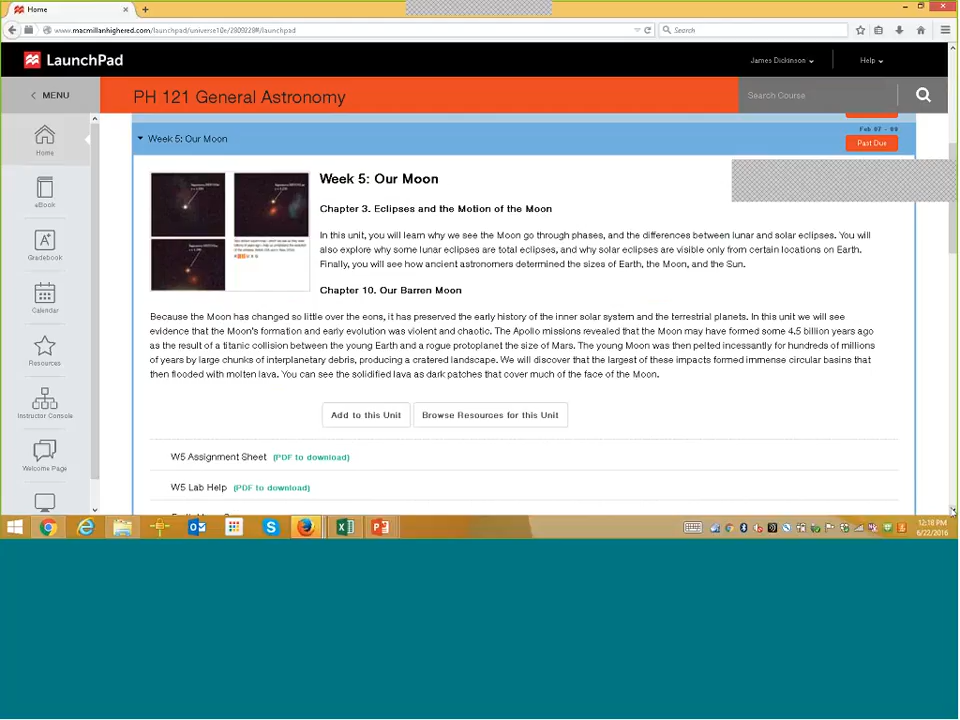 Home
www.macmillanhighered.com/launchpad/universe10e/2909228#/launchpad
Search
LaunchPad
James Dickinson
Help
MENU
PH 121 General Astronomy
Search Course
Home
eBook
Gradebook
Calendar
Resources
Instructor Console
Welcome Page
Week 5: Our Moon
Feb 07 - 09
Past Due
Week 5: Our Moon
Chapter 3. Eclipses and the Motion of the Moon
In this unit, you will learn why we see the Moon go through phases, and the differences between lunar and solar eclipses. You will
also explore why some lunar eclipses are total eclipses, and why solar eclipses are visible only from certain locations on Earth.
Finally, you will see how ancient astronomers determined the sizes of Earth, the Moon, and the Sun.
Chapter 10. Our Barren Moon
Because the Moon has changed so little over the eons, it has preserved the early history of the inner solar system and the terrestrial planets. In this unit we will see
evidence that the Moon's formation and early evolution was violent and chaotic. The Apollo missions revealed that the Moon may have formed some 4.5 billion years ago
as the result of a titanic collision between the young Earth and a rogue protoplanet the size of Mars. The young Moon was then pelted incessantly for hundreds of millions
of years by large chunks of interplanetary debris, producing a cratered landscape. We will discover that the largest of these impacts formed immense circular basins that
then flooded with molten lava. You can see the solidified lava as dark patches that cover much of the face of the Moon.
Add to this Unit
Browse Resources for this Unit
W5 Assignment Sheet (PDF to download)
W5 Lab Help (PDF to download)
12:18 PM
6/22/2016